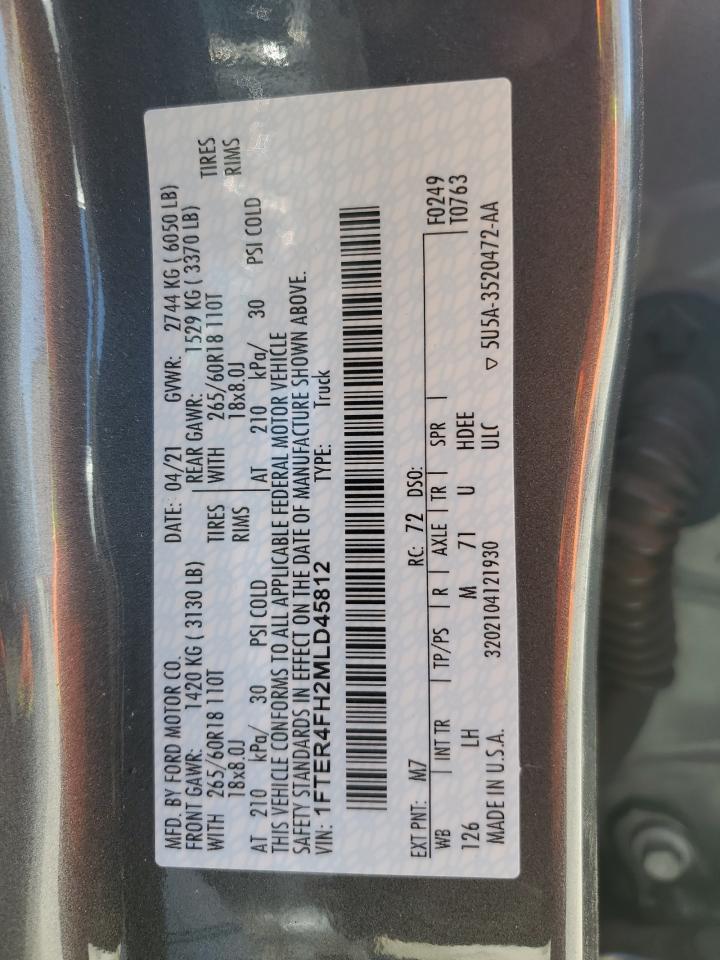 MFD. BY FORD MOTOR CO. DATE: 04/21 GVWR: 2744 KG ( 6050 LB)
FRONT GAWR: 1420 KG ( 3130 LB) REAR GAWR: 1529 KG ( 3370 LB)
WITH 265/60R18 110T TIRES WITH 265/60R18 110T TIRES
18x8.0J RIMS 18x8.0J RIMS
AT 210 kPa/ 30 PSI COLD AT 210 kPa/ 30 PSI COLD
THIS VEHICLE CONFORMS TO ALL APPLICABLE FEDERAL MOTOR VEHICLE
SAFETY STANDARDS IN EFFECT ON THE DATE OF MANUFACTURE SHOWN ABOVE.
VIN: 1FTER4FH2MLD45812 TYPE: Truck
EXT PNT: M7 RC: 72 DSO: F0249
WB INT TR TP/PS R AXLE TR SPR T0763
126 LH M 71 U HDEE
MADE IN U.S.A. 3202104121930 ULC ▽ 5U5A-3520472-AA